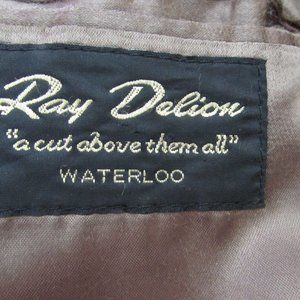 Ray Delion
"a cut above them all"
WATERLOO